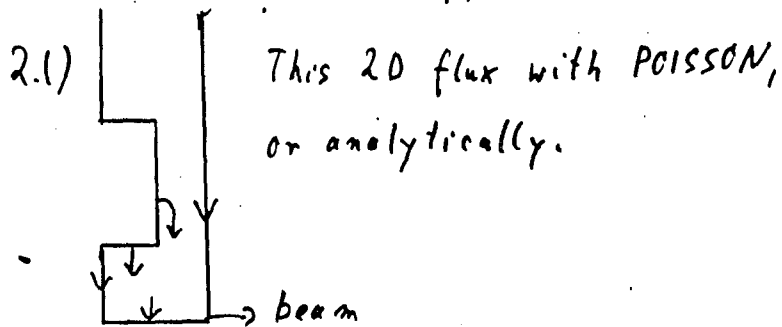 2.1) This 2D flux with POISSON,
or analytically.
beam